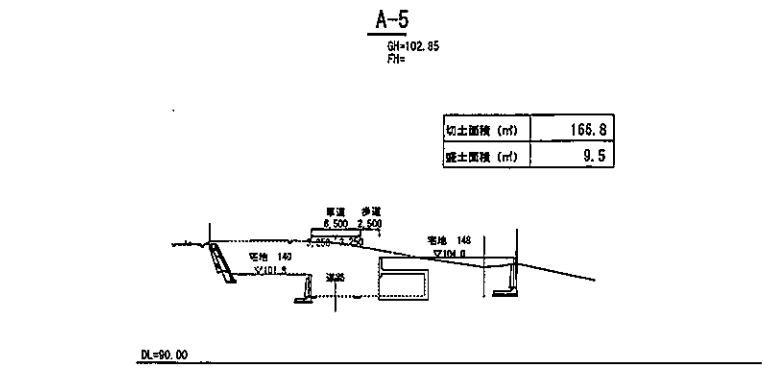 A-5
GH=102.85
FH=
切土面積 (㎡) 166.8
盛土面積 (㎡) 9.5
車道 歩道
6,500 2,500
3,250 3,250
宅地 148
▽104.0
宅地 140
道路
DL=90.00